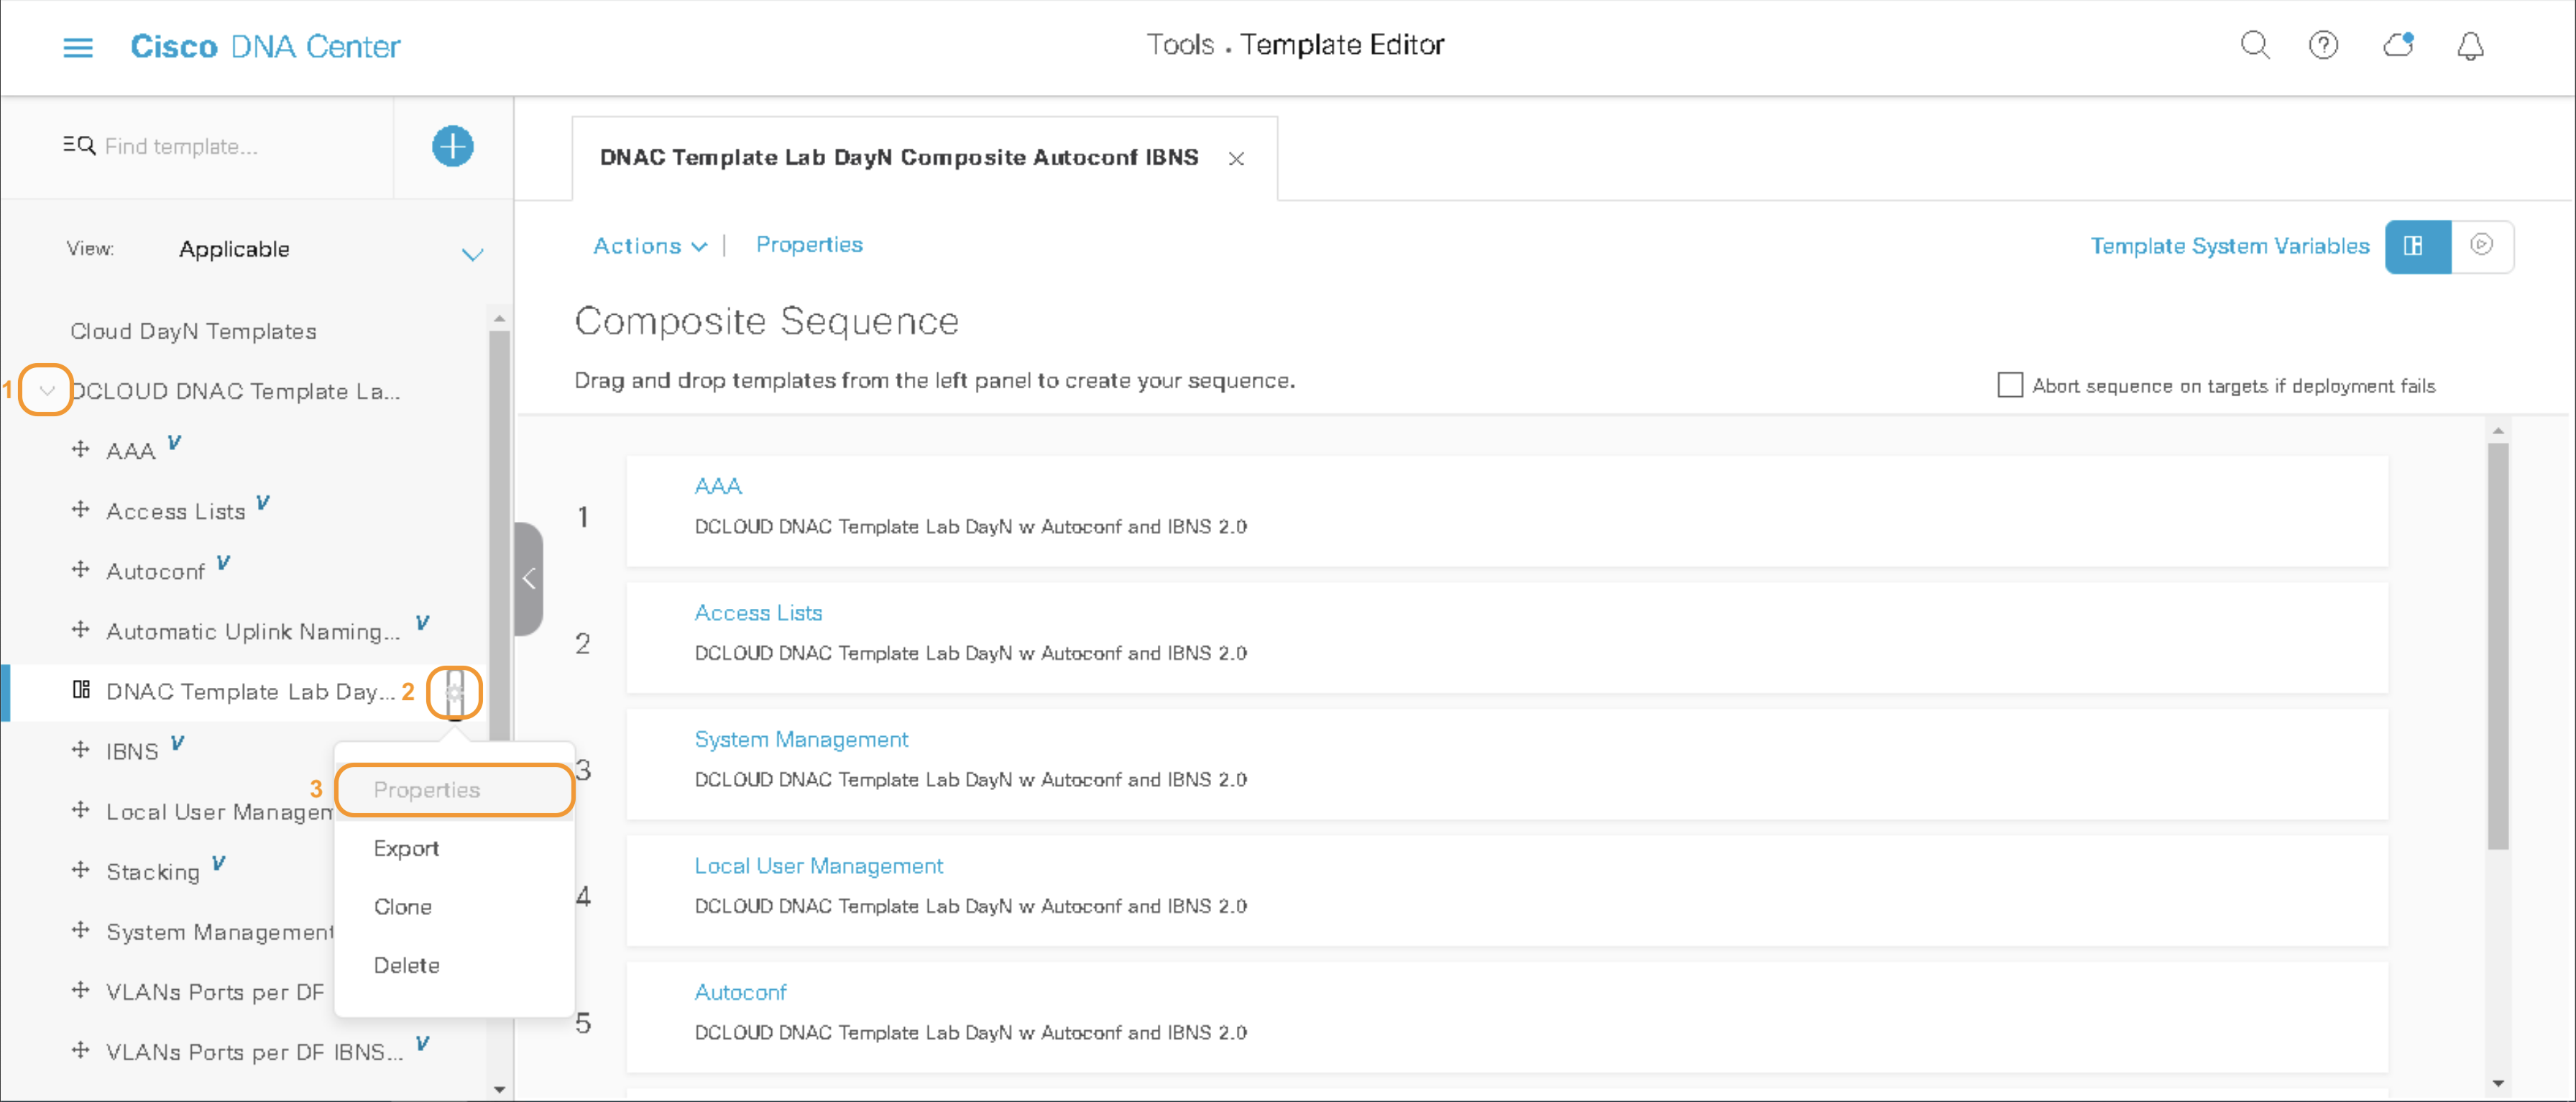 Cisco DNA Center
Tools . Template Editor
Find template...
View: Applicable
Cloud DayN Templates
1
DCLOUD DNAC Template La...
AAA V
Access Lists V
Autoconf V
Automatic Uplink Naming... V
DNAC Template Lab Day... 2
IBNS V
Local User Managem
Stacking V
System Management
VLANs Ports per DF
VLANs Ports per DF IBNS... V
3 Properties
Export
Clone
Delete
DNAC Template Lab DayN Composite Autoconf IBNS
Actions | Properties
Template System Variables
Composite Sequence
Drag and drop templates from the left panel to create your sequence.
Abort sequence on targets if deployment fails
1
AAA
DCLOUD DNAC Template Lab DayN w Autoconf and IBNS 2.0
2
Access Lists
DCLOUD DNAC Template Lab DayN w Autoconf and IBNS 2.0
3
System Management
DCLOUD DNAC Template Lab DayN w Autoconf and IBNS 2.0
4
Local User Management
DCLOUD DNAC Template Lab DayN w Autoconf and IBNS 2.0
5
Autoconf
DCLOUD DNAC Template Lab DayN w Autoconf and IBNS 2.0